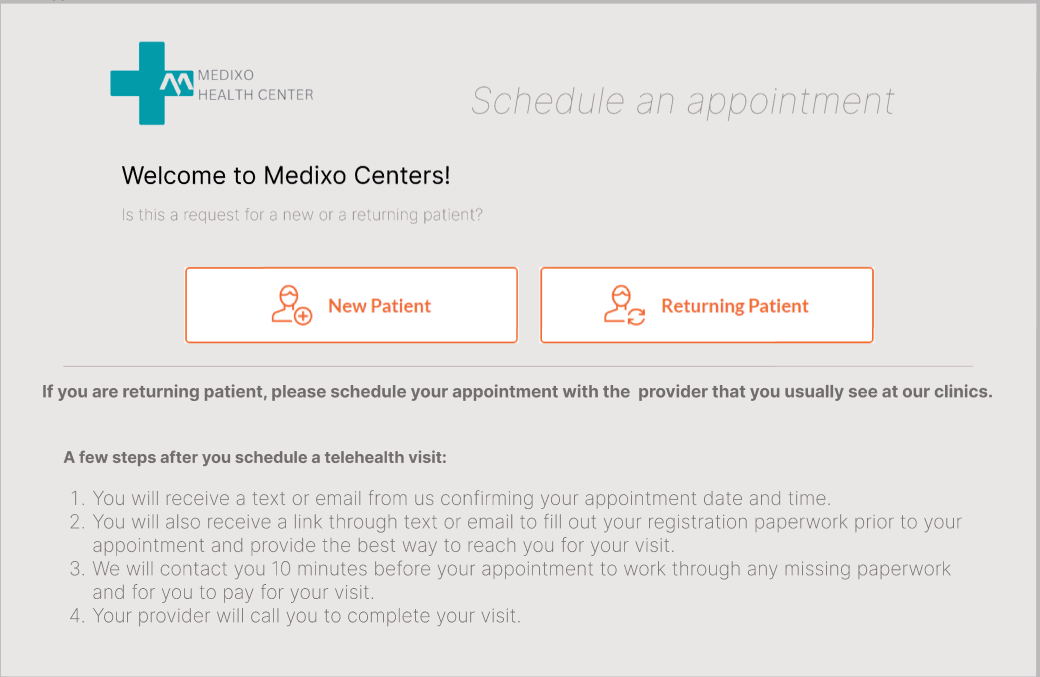 MEDIXO
HEALTH CENTER
Schedule an appointment
Welcome to Medixo Centers!
Is this a request for a new or a returning patient?
New Patient
Returning Patient
If you are returning patient, please schedule your appointment with the  provider that you usually see at our clinics.
A few steps after you schedule a telehealth visit:
1. You will receive a text or email from us confirming your appointment date and time.
2. You will also receive a link through text or email to fill out your registration paperwork prior to your
appointment and provide the best way to reach you for your visit.
3. We will contact you 10 minutes before your appointment to work through any missing paperwork
and for you to pay for your visit.
4. Your provider will call you to complete your visit.